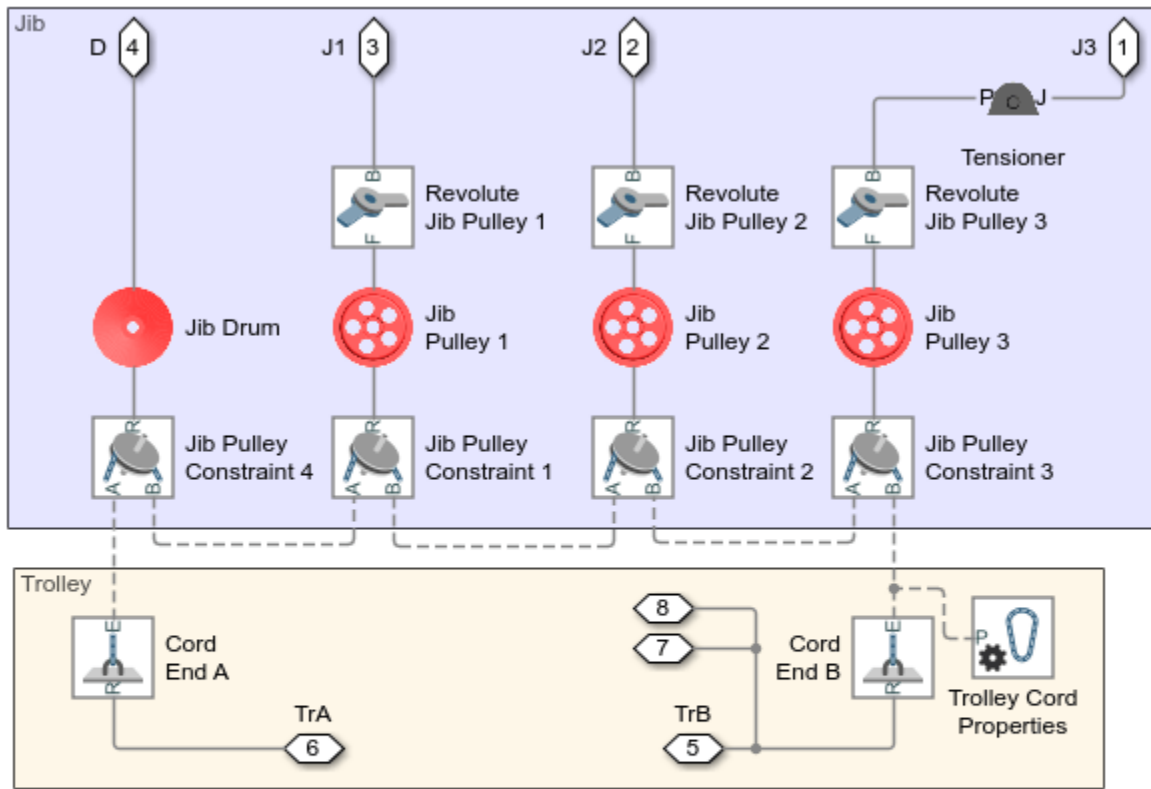 Jib
D
4
J1
3
J2
2
J3
1
P
J
Tensioner
B
F
Revolute
Jib Pulley 1
B
F
Revolute
Jib Pulley 2
B
F
Revolute
Jib Pulley 3
Jib Drum
Jib
Pulley 1
Jib
Pulley 2
Jib
Pulley 3
R
A
B
Jib Pulley
Constraint 4
R
A
B
Jib Pulley
Constraint 1
R
A
B
Jib Pulley
Constraint 2
R
A
B
Jib Pulley
Constraint 3
Trolley
E
R
Cord
End A
TrA
6
8
7
TrB
5
Cord
End B
E
R
P
Trolley Cord
Properties